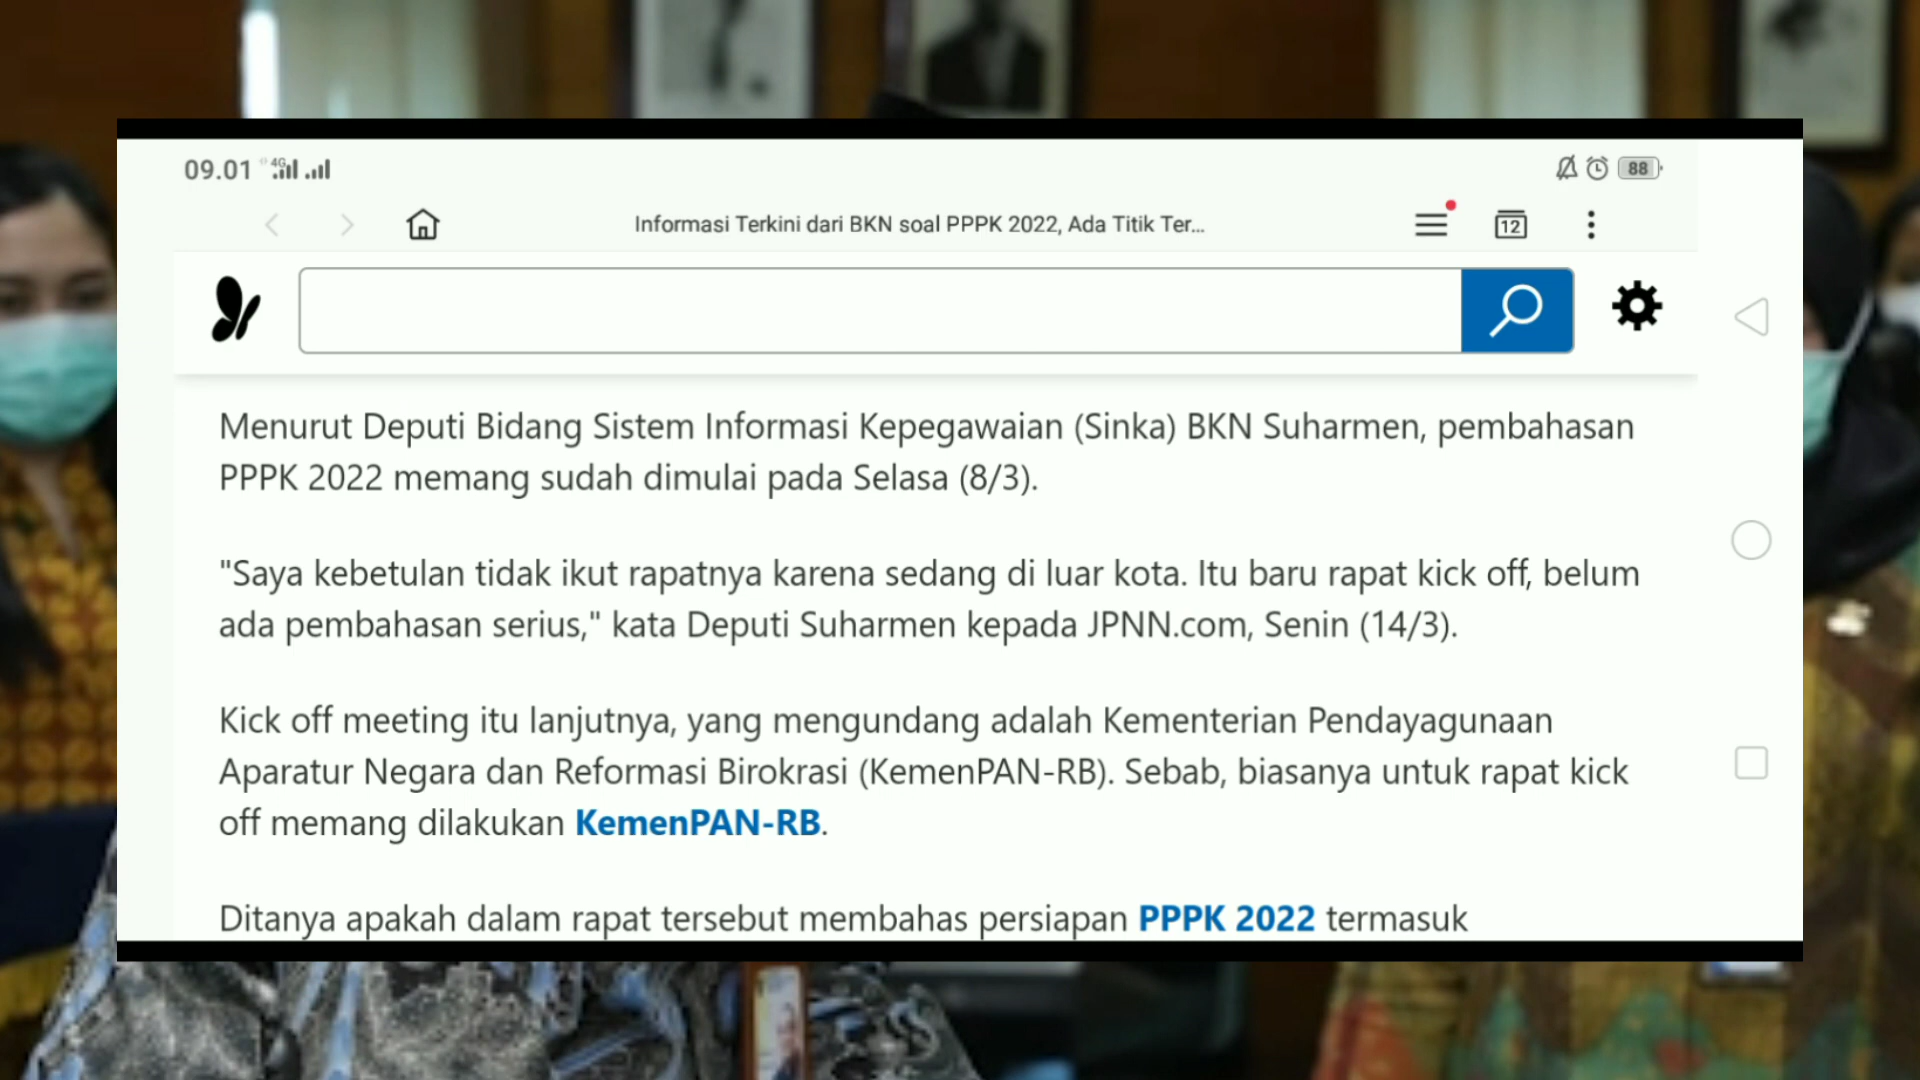 09.01 4G 88
Informasi Terkini dari BKN soal PPPK 2022, Ada Titik Ter... 12
Menurut Deputi Bidang Sistem Informasi Kepegawaian (Sinka) BKN Suharmen, pembahasan
PPPK 2022 memang sudah dimulai pada Selasa (8/3).
"Saya kebetulan tidak ikut rapatnya karena sedang di luar kota. Itu baru rapat kick off, belum
ada pembahasan serius," kata Deputi Suharmen kepada JPNN.com, Senin (14/3).
Kick off meeting itu lanjutnya, yang mengundang adalah Kementerian Pendayagunaan
Aparatur Negara dan Reformasi Birokrasi (KemenPAN-RB). Sebab, biasanya untuk rapat kick
off memang dilakukan KemenPAN-RB.
Ditanya apakah dalam rapat tersebut membahas persiapan PPPK 2022 termasuk